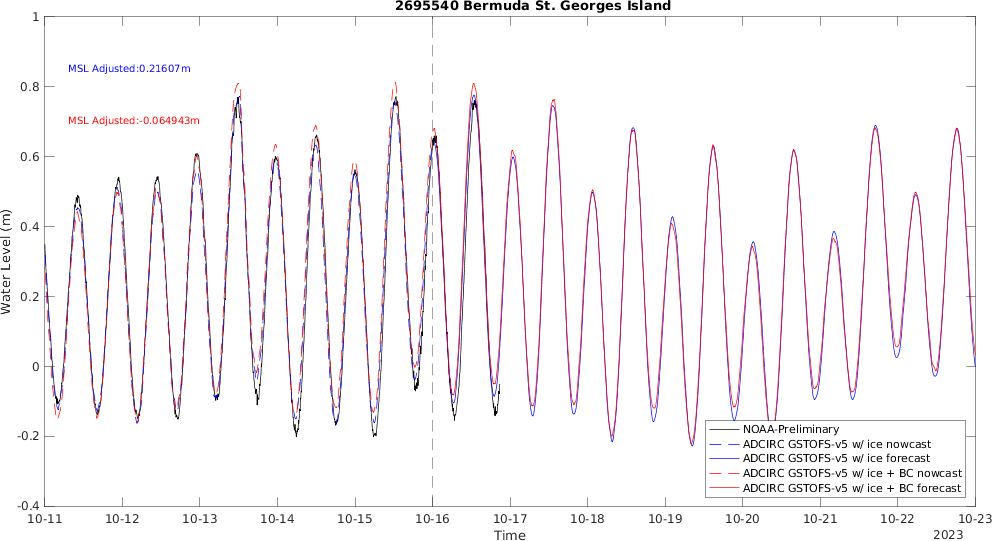 2695540 Bermuda St. Georges Island
MSL Adjusted:0.21607m
MSL Adjusted:-0.064943m
Water Level (m)
1
0.8
0.6
0.4
0.2
0
-0.2
-0.4
NOAA-Preliminary
ADCIRC GSTOFS-v5 w/ ice nowcast
ADCIRC GSTOFS-v5 w/ ice forecast
ADCIRC GSTOFS-v5 w/ ice + BC nowcast
ADCIRC GSTOFS-v5 w/ ice + BC forecast
10-11 10-12 10-13 10-14 10-15 10-16 10-17 10-18 10-19 10-20 10-21 10-22 10-23
Time
2023